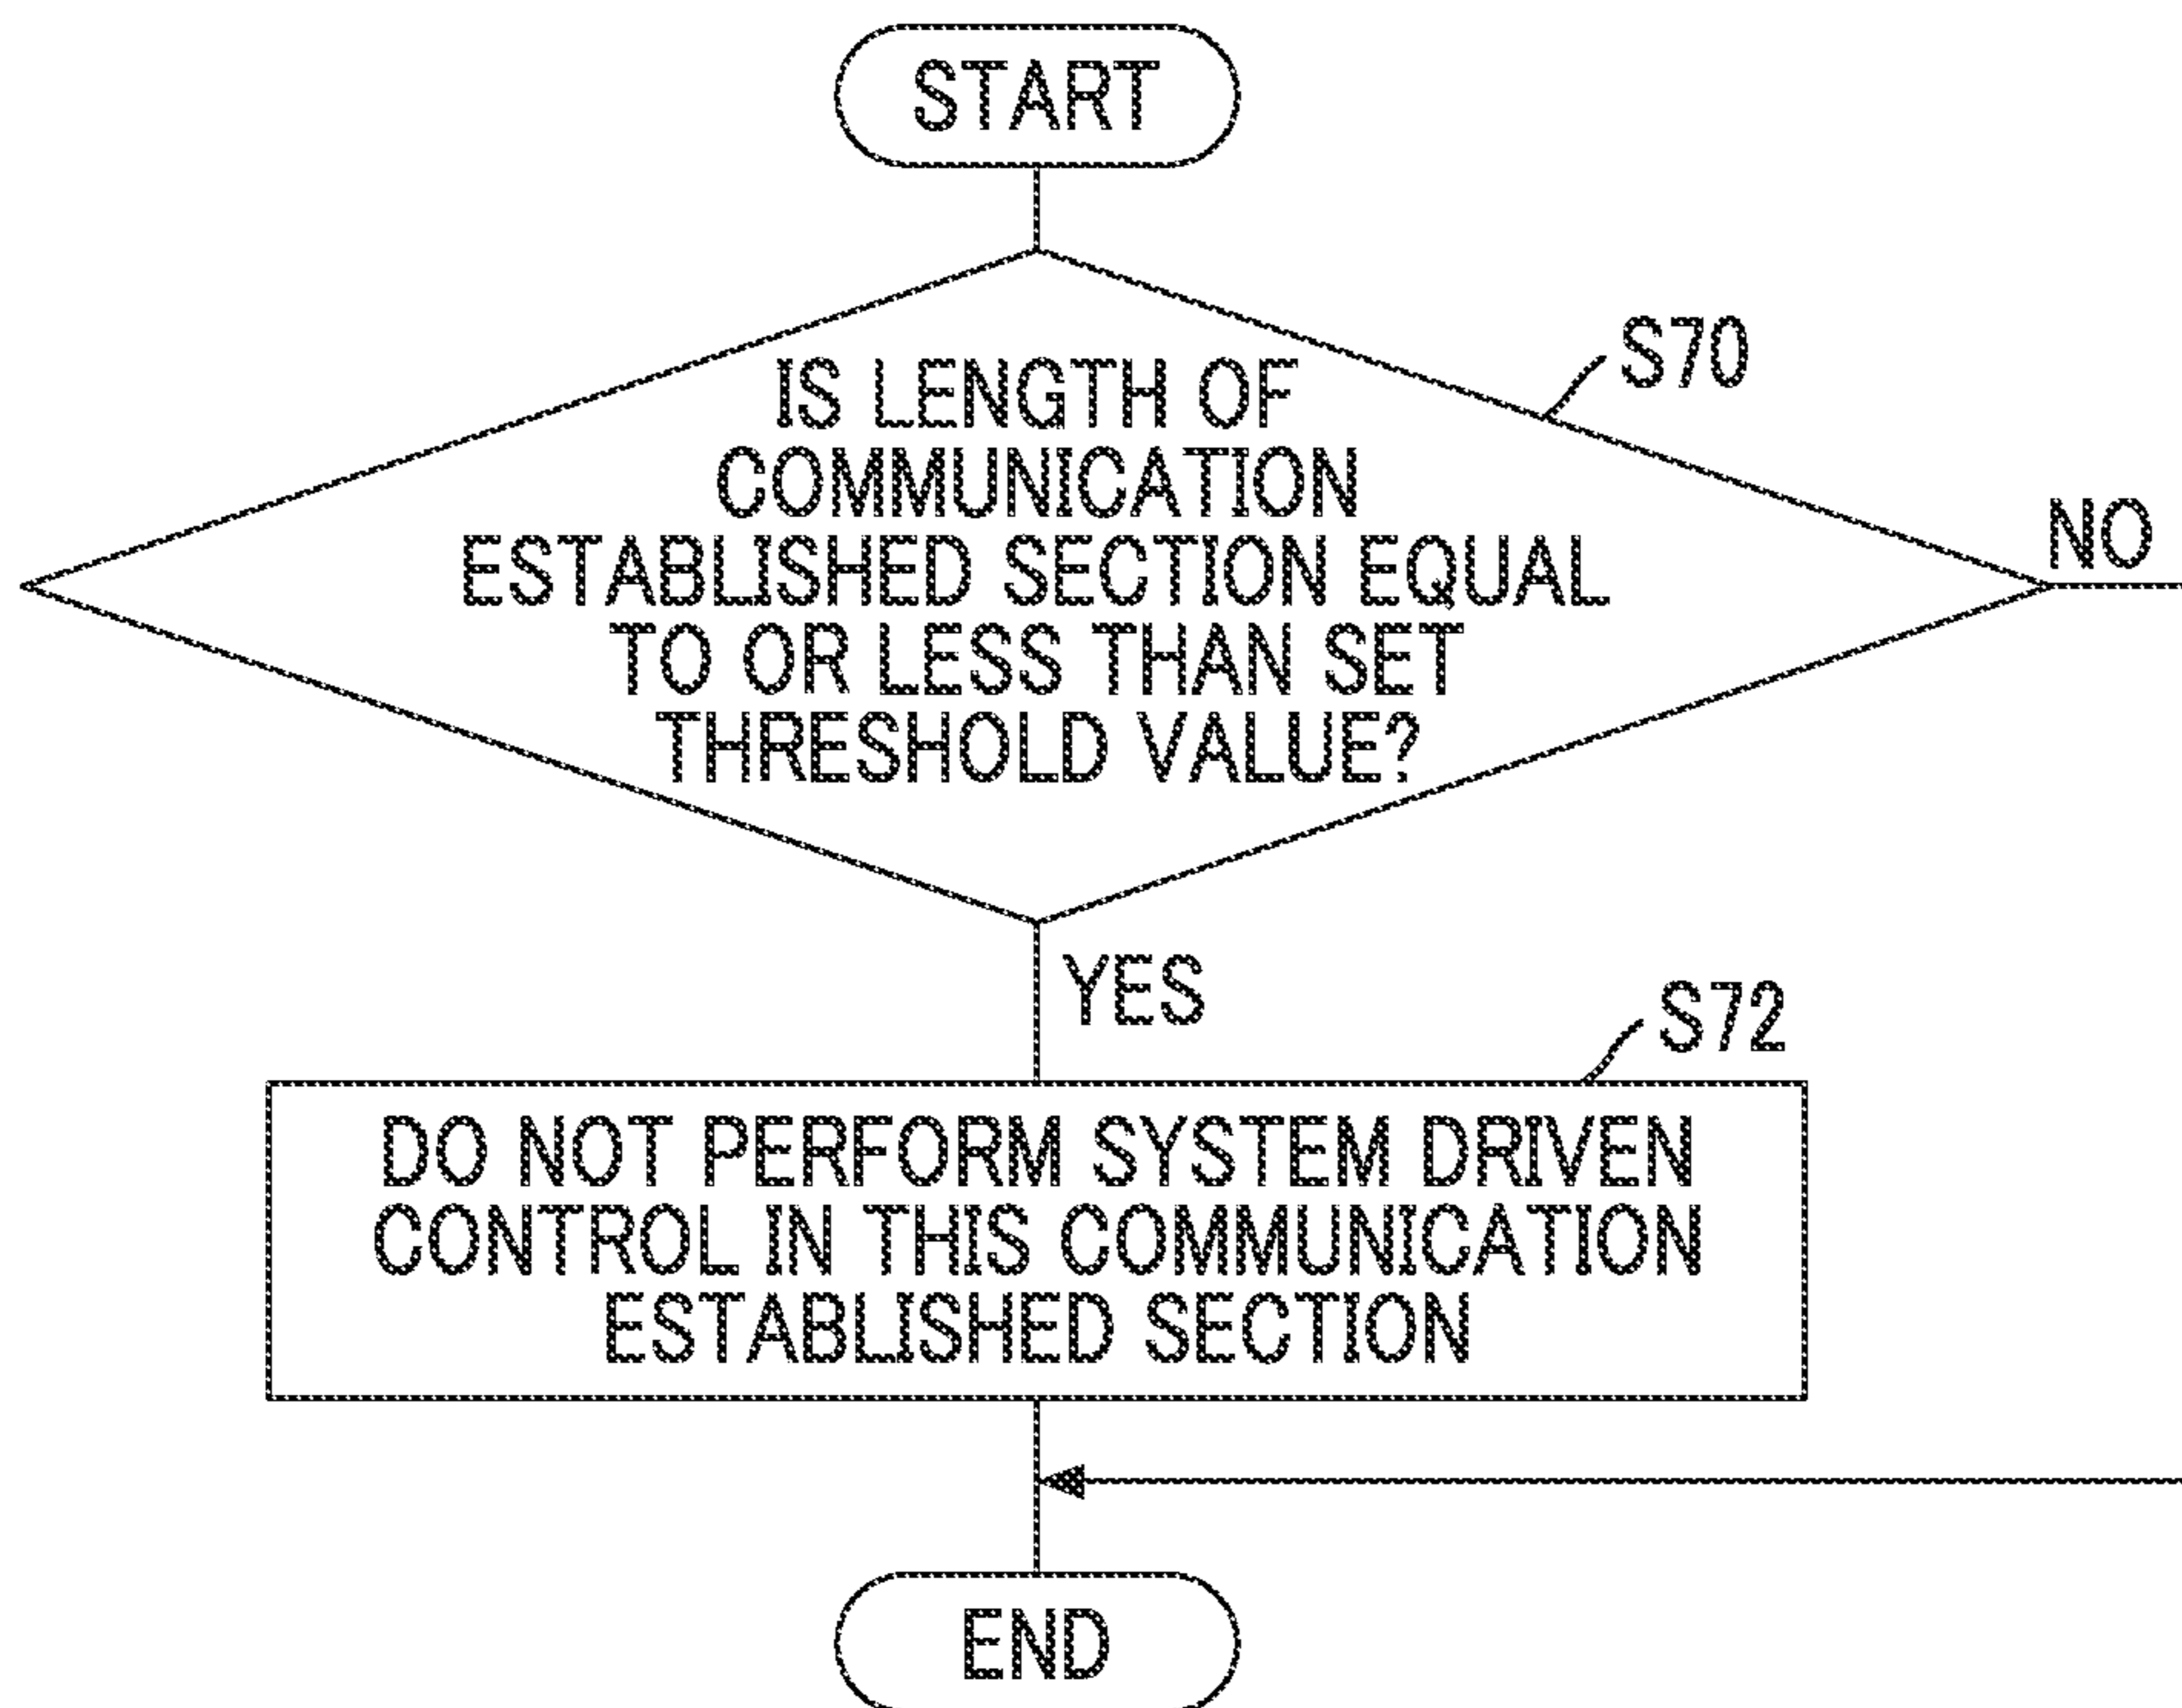 START
IS LENGTH OF
COMMUNICATION
ESTABLISHED SECTION EQUAL
TO OR LESS THAN SET
THRESHOLD VALUE?
S70
NO
YES
S72
DO NOT PERFORM SYSTEM DRIVEN
CONTROL IN THIS COMMUNICATION
ESTABLISHED SECTION
END